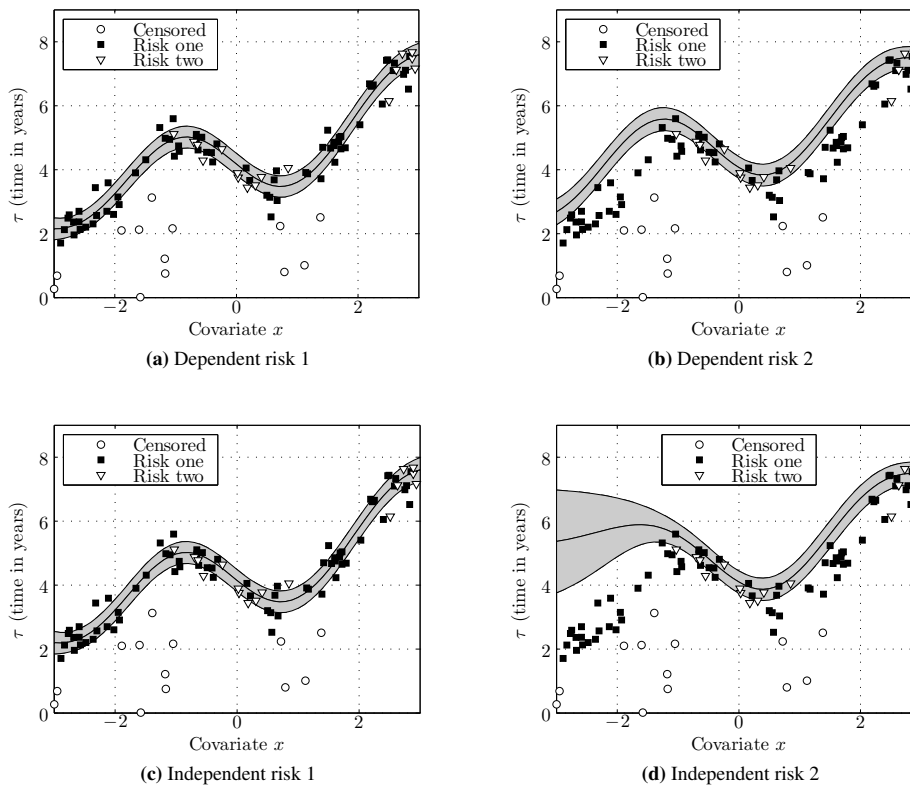 τ (time in years)
8
6
4
2
0
−2
0
2
Censored
Risk one
Risk two
Covariate x
(a) Dependent risk 1
τ (time in years)
8
6
4
2
0
−2
0
2
Censored
Risk one
Risk two
Covariate x
(b) Dependent risk 2
τ (time in years)
8
6
4
2
0
−2
0
2
Censored
Risk one
Risk two
Covariate x
(c) Independent risk 1
τ (time in years)
8
6
4
2
0
−2
0
2
Censored
Risk one
Risk two
Covariate x
(d) Independent risk 2